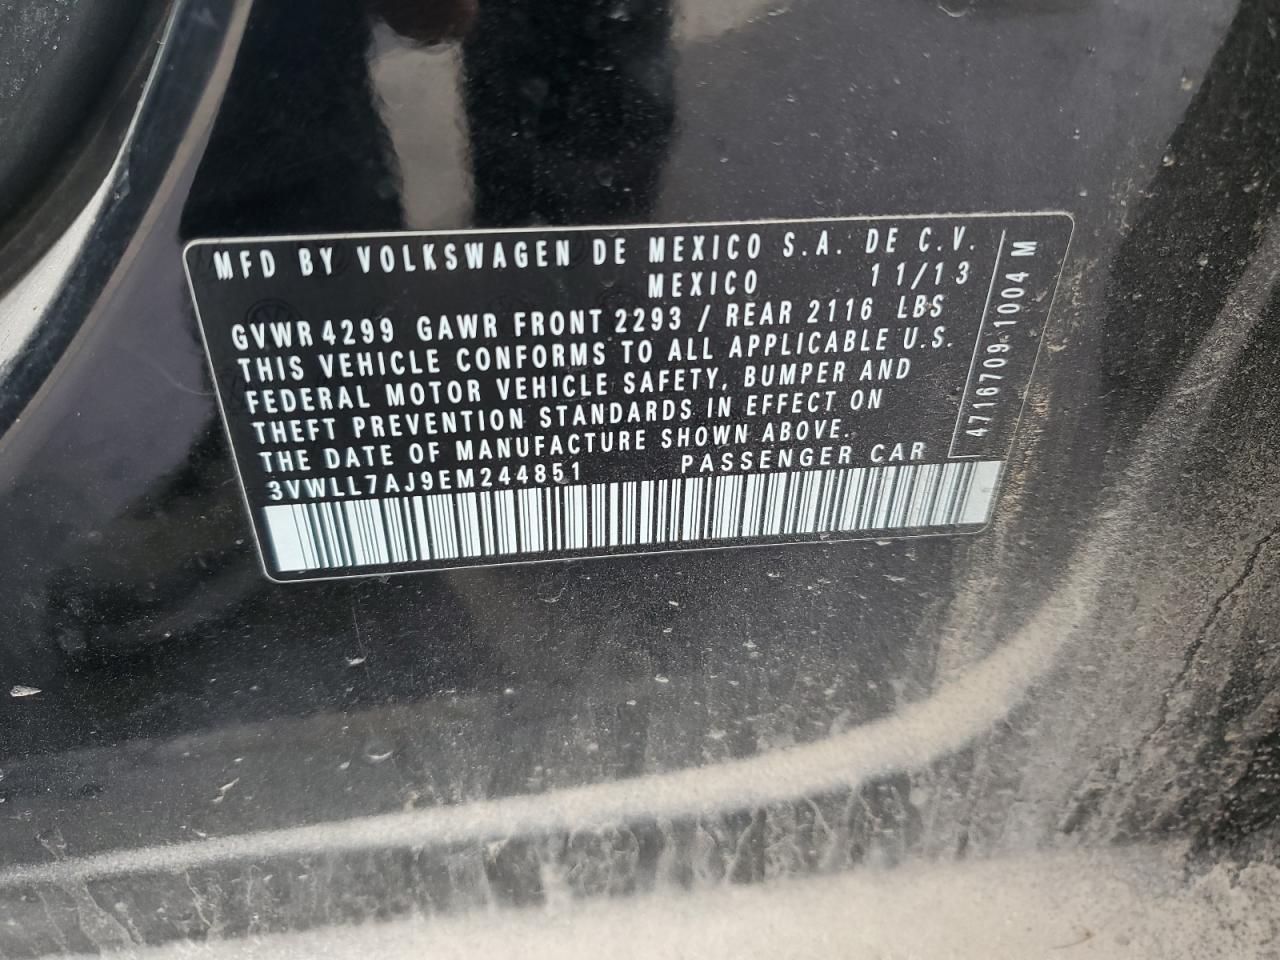 MFD BY VOLKSWAGEN DE MEXICO S.A. DE C.V.
MEXICO 11/13
GVWR 4299 GAWR FRONT 2293 / REAR 2116 LBS
THIS VEHICLE CONFORMS TO ALL APPLICABLE U.S.
FEDERAL MOTOR VEHICLE SAFETY, BUMPER AND
THEFT PREVENTION STANDARDS IN EFFECT ON
THE DATE OF MANUFACTURE SHOWN ABOVE.
3VWLL7AJ9EM244851 PASSENGER CAR
4716709 1004 M